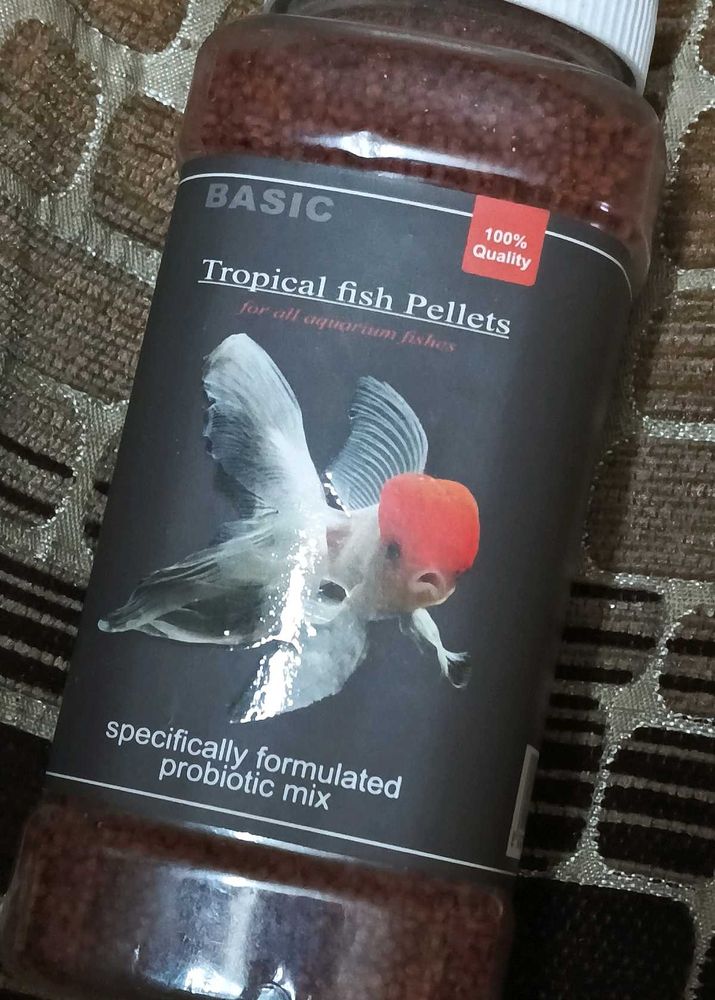 BASIC
100%
Quality
Tropical fish Pellets
for all aquarium fishes
specifically formulated
probiotic mix